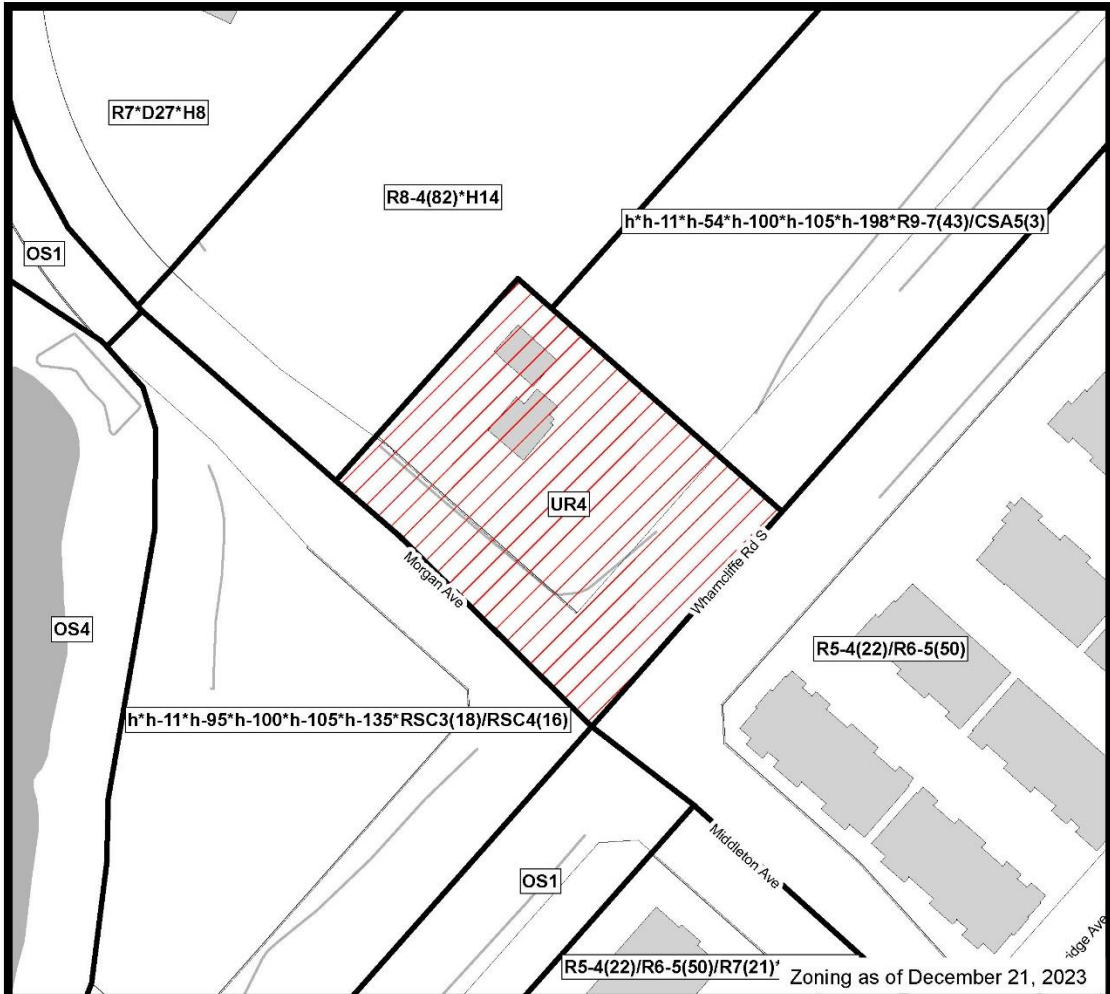 R7*D27*H8
R8-4(82)*H14
h*h-11*h-54*h-100*h-105*h-198*R9-7(43)/CSA5(3)
OS1
UR4
Morgan Ave
Wharncliffe Rd S
OS4
R5-4(22)/R6-5(50)
h*h-11*h-95*h-100*h-105*h-135*RSC3(18)/RSC4(16)
Middleton Ave
OS1
idge Ave
R5-4(22)/R6-5(50)/R7(21)*
Zoning as of December 21, 2023